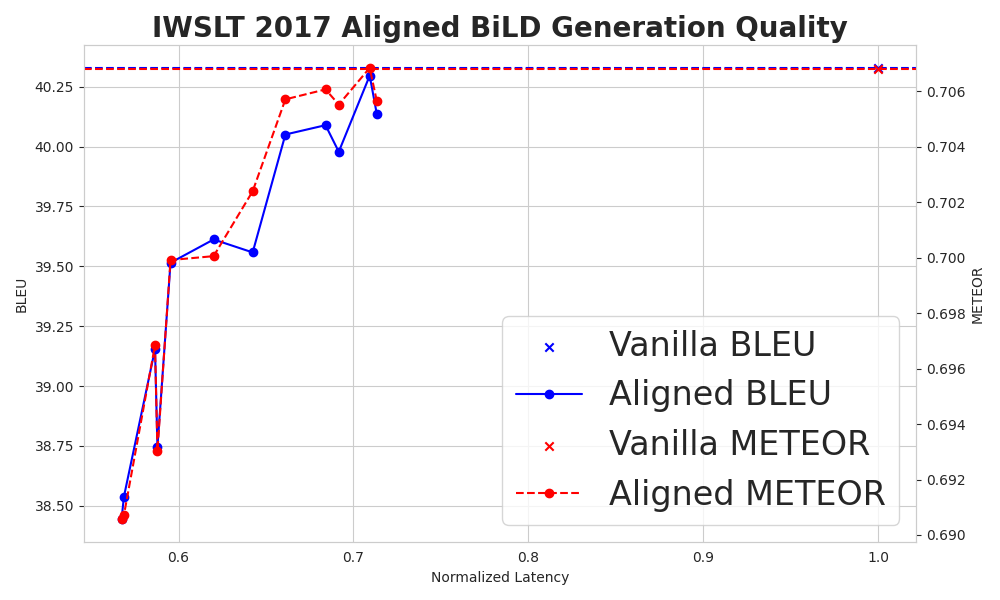 IWSLT 2017 Aligned BiLD Generation Quality
40.25
40.00
39.75
39.50
39.25
39.00
38.75
38.50
BLEU
0.706
0.704
0.702
0.700
0.698
0.696
0.694
0.692
0.690
METEOR
Vanilla BLEU
Aligned BLEU
Vanilla METEOR
Aligned METEOR
0.6 0.7 0.8 0.9 1.0
Normalized Latency